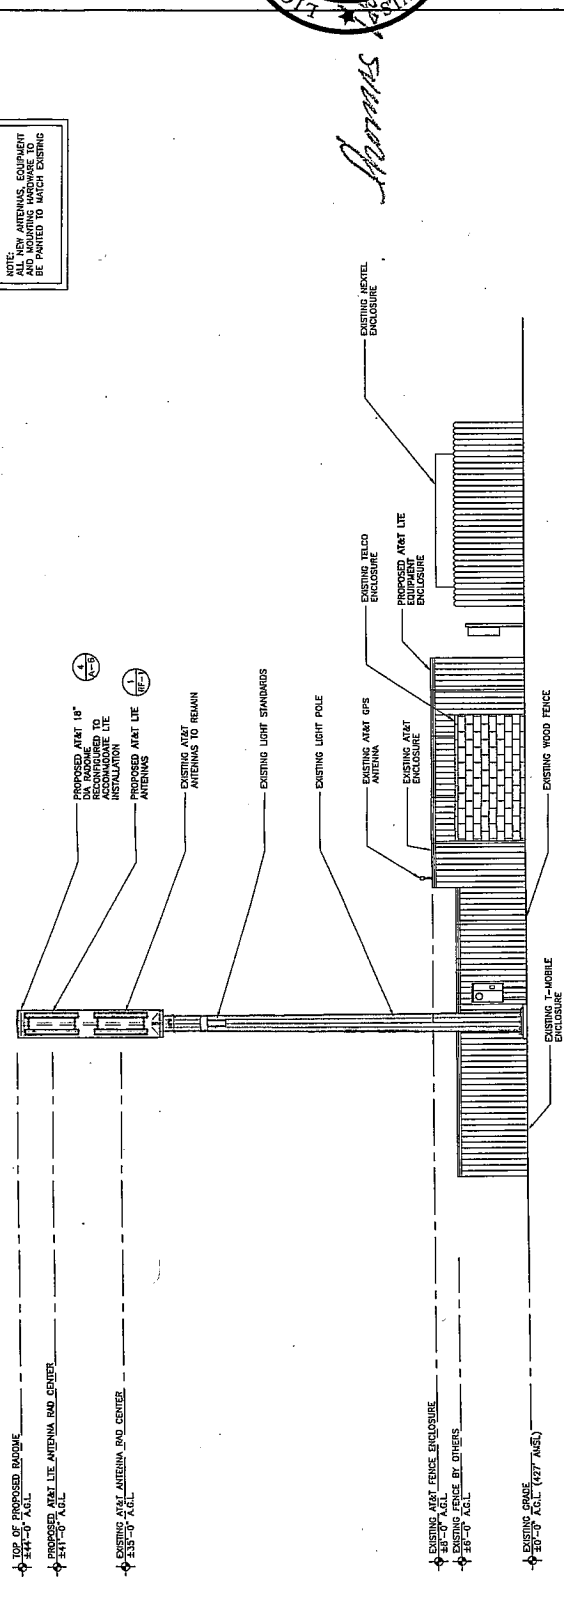 NOTE:
ALL NEW ANTENNAS, EQUIPMENT
AND MOUNTING HARDWARE TO
BE PAINTED TO MATCH EXISTING
Thomas
PROPOSED AT&T 18"
DIA RADOME
RECONFIGURED TO
ACCOMMODATE LTE
INSTALLATION
4
A-6
PROPOSED AT&T LTE
ANTENNAS
1
RF-1
EXISTING AT&T
ANTENNAS TO REMAIN
EXISTING LIGHT STANDARDS
EXISTING LIGHT POLE
EXISTING NEXTEL
ENCLOSURE
EXISTING TELCO
ENCLOSURE
PROPOSED AT&T LTE
EQUIPMENT
ENCLOSURE
EXISTING AT&T GPS
ANTENNA
EXISTING AT&T
ENCLOSURE
EXISTING WOOD FENCE
EXISTING T-MOBILE
ENCLOSURE
TOP OF PROPOSED RADOME
±44'-0" A.G.L.
PROPOSED AT&T LTE ANTENNA RAD CENTER
±41'-0" A.G.L.
EXISTING AT&T ANTENNA RAD CENTER
±35'-0" A.G.L.
EXISTING AT&T FENCE ENCLOSURE
±8'-0" A.G.L.
EXISTING FENCE BY OTHERS
±6'-0" A.G.L.
EXISTING GRADE
±0'-0" A.G.L. (427' AMSL)